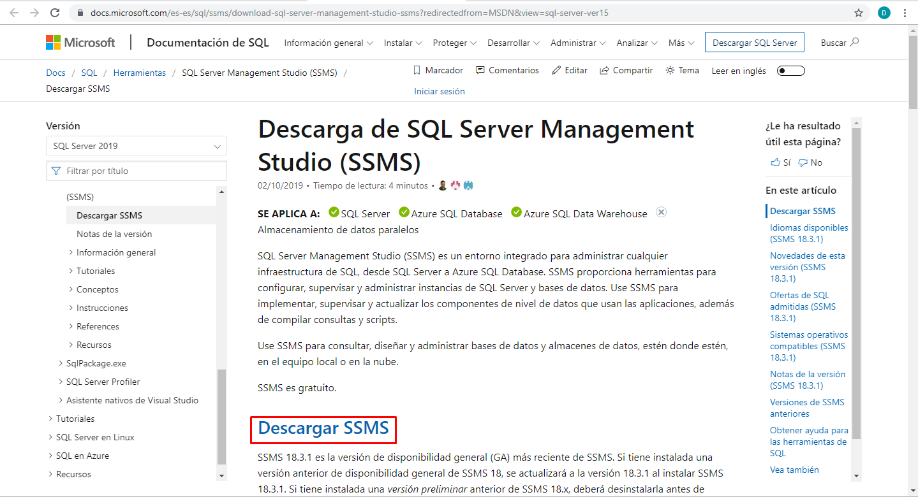 docs.microsoft.com/es-es/sql/ssms/download-sql-server-management-studio-ssms?redirectedfrom=MSDN&view=sql-server-ver15
D
Microsoft
Documentación de SQL
Información general
Instalar
Proteger
Desarrollar
Administrar
Analizar
Más
Descargar SQL Server
Buscar
Docs / SQL / Herramientas / SQL Server Management Studio (SSMS) /
Descargar SSMS
Marcador
Comentarios
Editar
Compartir
Tema
Leer en inglés
Iniciar sesión
Versión
SQL Server 2019
Filtrar por título
(SSMS)
Descargar SSMS
Notas de la versión
Información general
Tutoriales
Conceptos
Instrucciones
References
Recursos
SqlPackage.exe
SQL Server Profiler
Asistente nativos de Visual Studio
Tutoriales
SQL Server en Linux
SQL en Azure
Recursos
Descarga de SQL Server Management
Studio (SSMS)
02/10/2019 • Tiempo de lectura: 4 minutos •
SE APLICA A: SQL Server Azure SQL Database Azure SQL Data Warehouse
Almacenamiento de datos paralelos
SQL Server Management Studio (SSMS) es un entorno integrado para administrar cualquier
infraestructura de SQL, desde SQL Server a Azure SQL Database. SSMS proporciona herramientas para
configurar, supervisar y administrar instancias de SQL Server y bases de datos. Use SSMS para
implementar, supervisar y actualizar los componentes de nivel de datos que usan las aplicaciones, además
de compilar consultas y scripts.
Use SSMS para consultar, diseñar y administrar bases de datos y almacenes de datos, estén donde estén,
en el equipo local o en la nube.
SSMS es gratuito.
Descargar SSMS
SSMS 18.3.1 es la versión de disponibilidad general (GA) más reciente de SSMS. Si tiene instalada una
versión anterior de disponibilidad general de SSMS 18, se actualizará a la versión 18.3.1 al instalar SSMS
18.3.1. Si tiene instalada una versión preliminar anterior de SSMS 18.x, deberá desinstalarla antes de
¿Le ha resultado
útil esta página?
Sí
No
En este artículo
Descargar SSMS
Idiomas disponibles
(SSMS 18.3.1)
Novedades de esta
versión (SSMS
18.3.1)
Ofertas de SQL
admitidas (SSMS
18.3.1)
Sistemas operativos
compatibles (SSMS
18.3.1)
Notas de la versión
(SSMS 18.3.1)
Versiones de SSMS
anteriores
Obtener ayuda para
las herramientas de
SQL
Vea también